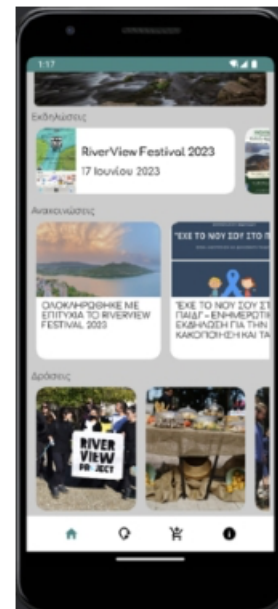 1:17
Εκδηλώσεις
RiverView Festival 2023
17 Ιουνίου 2023
Ανακοινώσεις
"ΕΧΕ ΤΟ ΝΟΥ ΣΟΥ ΣΤΟ Π
ΟΛΟΚΛΗΡΩΘΗΚΕ ΜΕ
ΕΠΙΤΥΧΙΑ ΤΟ RIVERVIEW
FESTIVAL 2023
"ΕΧΕ ΤΟ ΝΟΥ ΣΟΥ ΣΤ
ΠΑΙΔΙ" – ΕΝΗΜΕΡΩΤΙΚ
ΕΚΔΗΛΩΣΗ ΓΙΑ ΤΗΝ
ΚΑΚΟΠΟΙΗΣΗ ΚΑΙ ΤΑ
Δράσεις
RIVER
VIEW
PROJECT